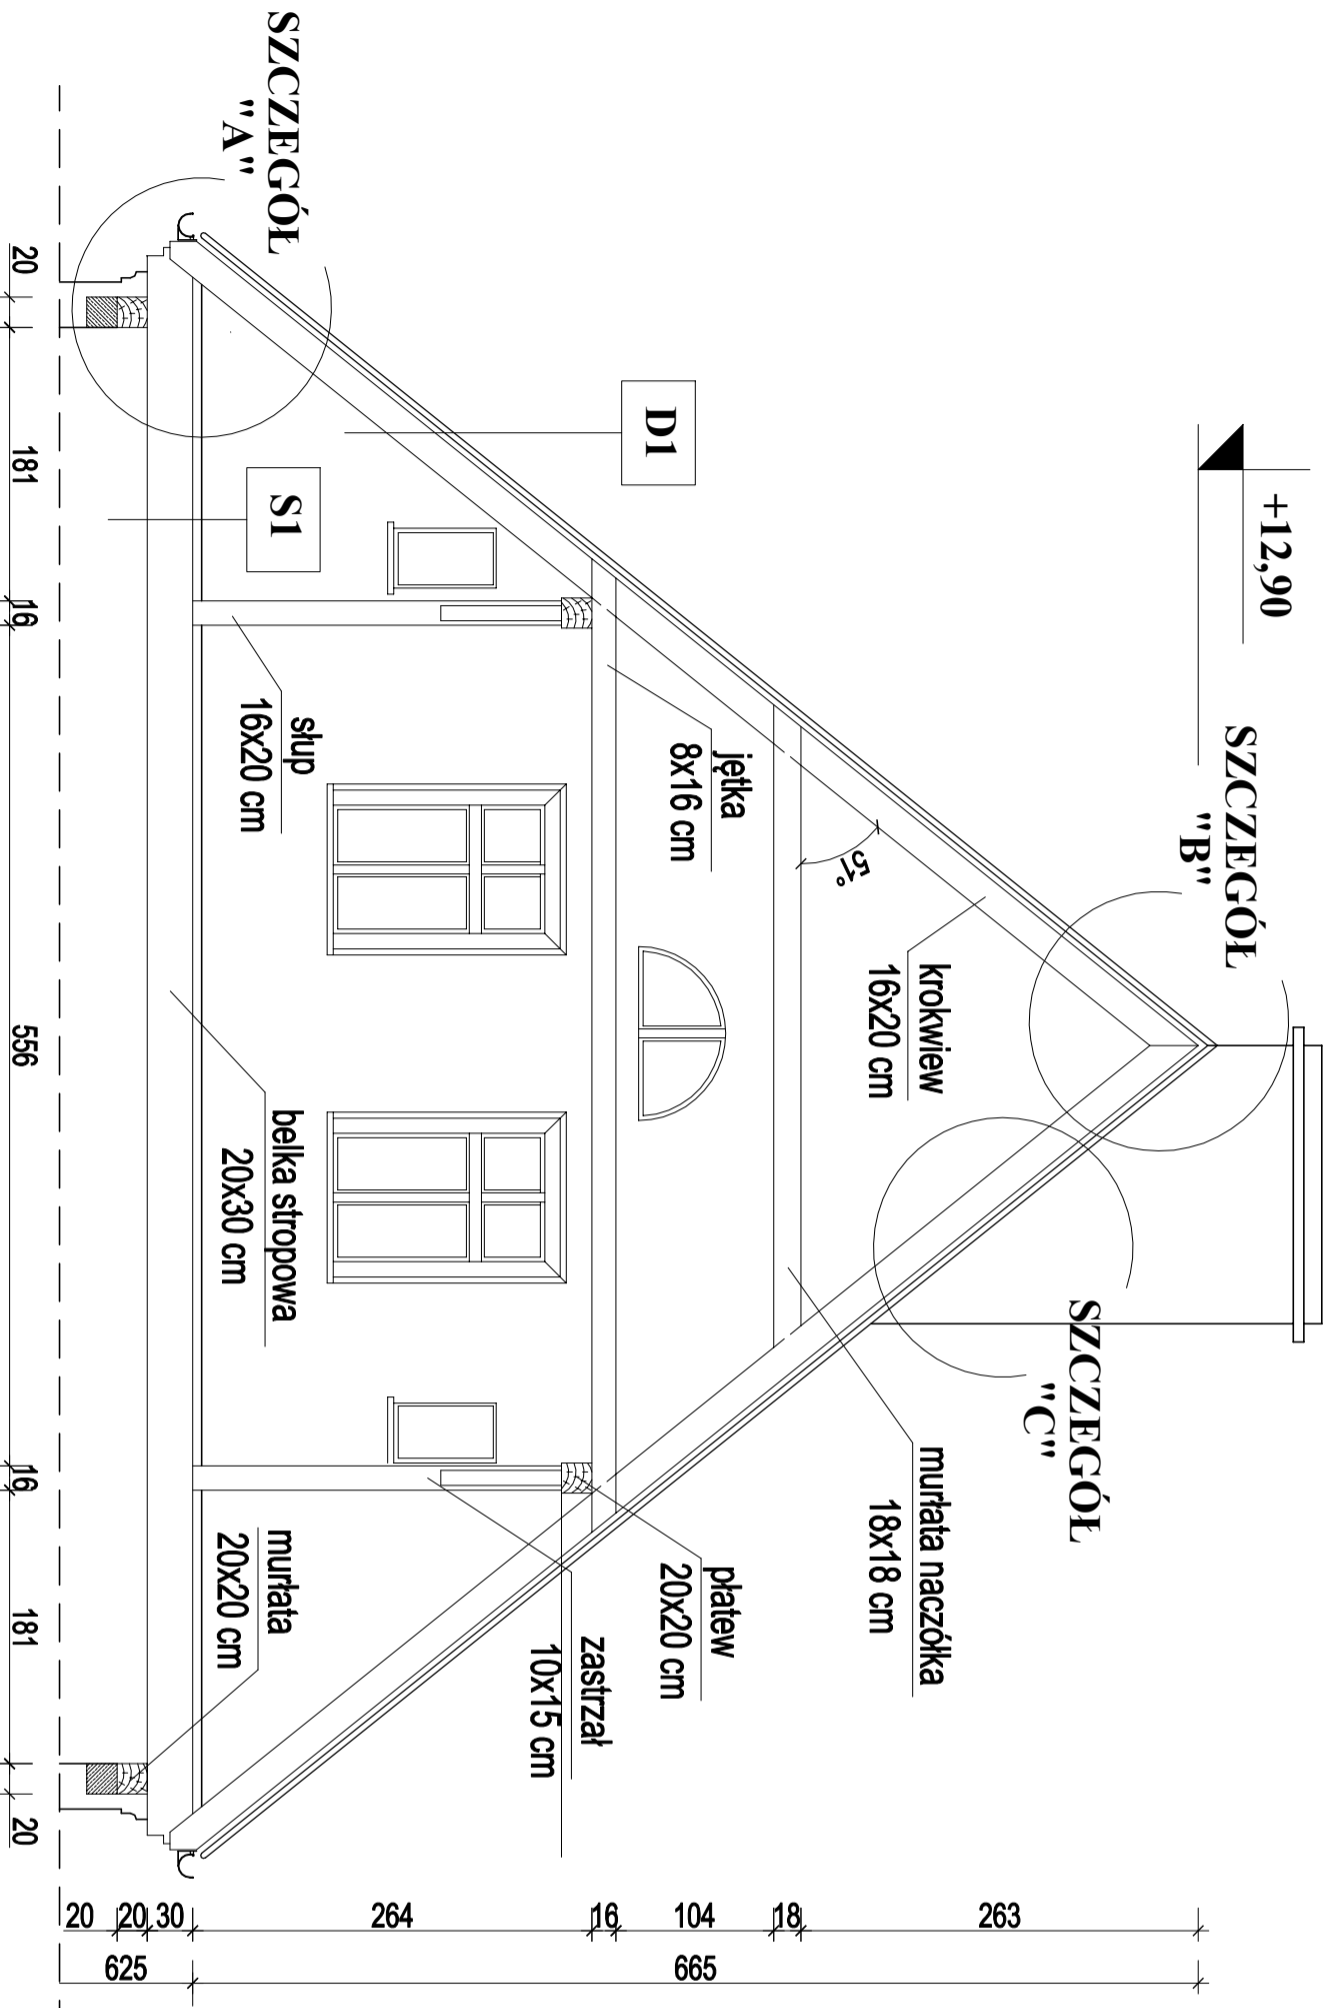 +12,90
SZCZEGÓŁ
"B"
SZCZEGÓŁ
"C"
SZCZEGÓŁ
"A"
D1
S1
51°
krokwiew
16x20 cm
murłata naczółka
18x18 cm
jętka
8x16 cm
płatew
20x20 cm
zastrzał
10x15 cm
słup
16x20 cm
belka stropowa
20x30 cm
murłata
20x20 cm
263
18
104
16
264
30
20
20
665
625
20
181
16
556
16
181
20